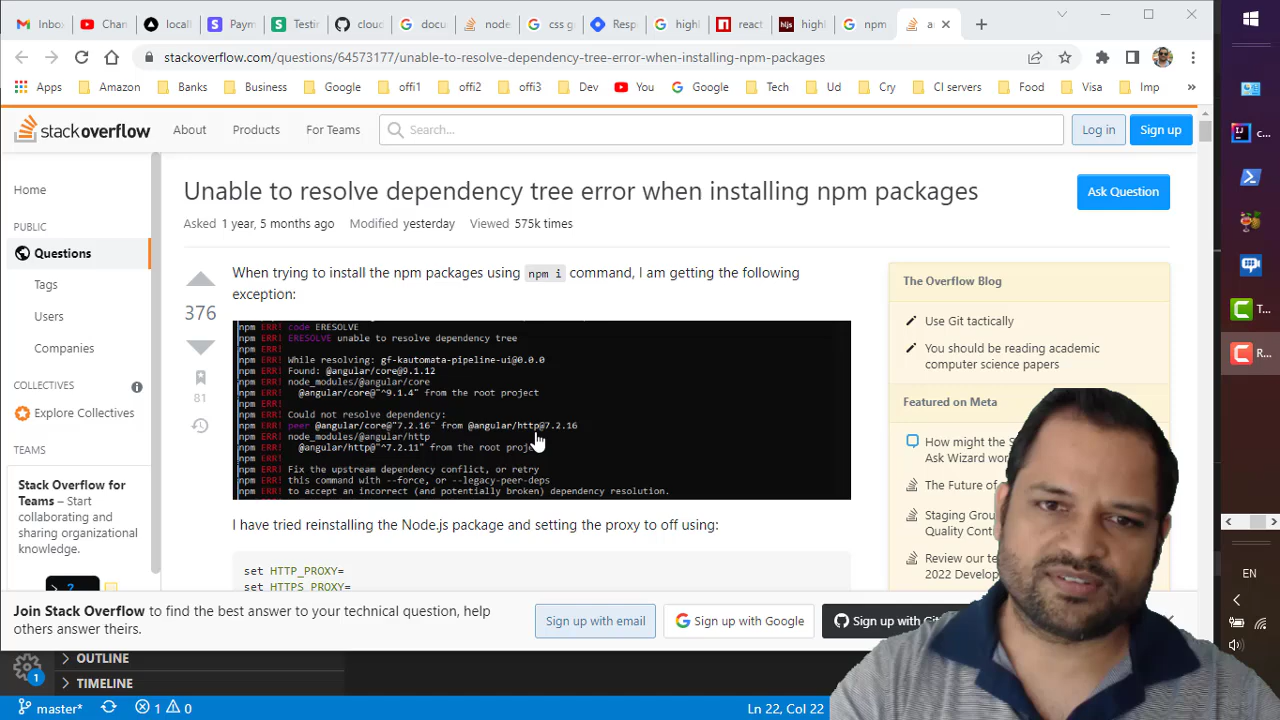 Inbo
Chan
locall
Paym
Testir
cloud
docu
node
css g
Resp
highl
react
highl
npm
a
stackoverflow.com/questions/64573177/unable-to-resolve-dependency-tree-error-when-installing-npm-packages
Apps
Amazon
Banks
Business
Google
offi1
offi2
offi3
Dev
You
Google
Tech
Ud
Cry
CI servers
Food
Visa
Imp
»
stackoverflow
About
Products
For Teams
Search...
Log in
Sign up
Home
PUBLIC
Questions
Tags
Users
Companies
COLLECTIVES
Explore Collectives
TEAMS
Stack Overflow for
Teams – Start
collaborating and
sharing organizational
knowledge.
Unable to resolve dependency tree error when installing npm packages
Ask Question
Asked 1 year, 5 months ago Modified yesterday Viewed 575k times
376
81
When trying to install the npm packages using npm i command, I am getting the following
exception:
npm ERR! code ERESOLVE
npm ERR! ERESOLVE unable to resolve dependency tree
npm ERR!
npm ERR! While resolving: gf-kautomata-pipeline-ui@0.0.0
npm ERR! Found: @angular/core@9.1.12
npm ERR! node_modules/@angular/core
npm ERR! @angular/core@"^9.1.4" from the root project
npm ERR!
npm ERR! Could not resolve dependency:
npm ERR! peer @angular/core@"7.2.16" from @angular/http@7.2.16
npm ERR! node_modules/@angular/http
npm ERR! @angular/http@"^7.2.11" from the root proje
npm ERR!
npm ERR! Fix the upstream dependency conflict, or retry
npm ERR! this command with --force, or --legacy-peer-deps
npm ERR! to accept an incorrect (and potentially broken) dependency resolution.
I have tried reinstalling the Node.js package and setting the proxy to off using:
set HTTP_PROXY=
set HTTPS_PROXY=
The Overflow Blog
Use Git tactically
You should be reading academic
computer science papers
Featured on Meta
How might the S
Ask Wizard wor
The Future of
Staging Grou
Quality Cont
Review our te
2022 Develop
Join Stack Overflow to find the best answer to your technical question, help
others answer theirs.
Sign up with email
Sign up with Google
Sign up with Git
OUTLINE
TIMELINE
1
master*
1
0
Ln 22, Col 22
c...
T...
R...
EN